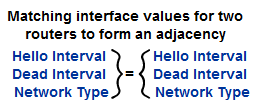 Matching interface values for two
routers to form an adjacency
Hello Interval } = { Hello Interval
Dead Interval } = { Dead Interval
Network Type } = { Network Type